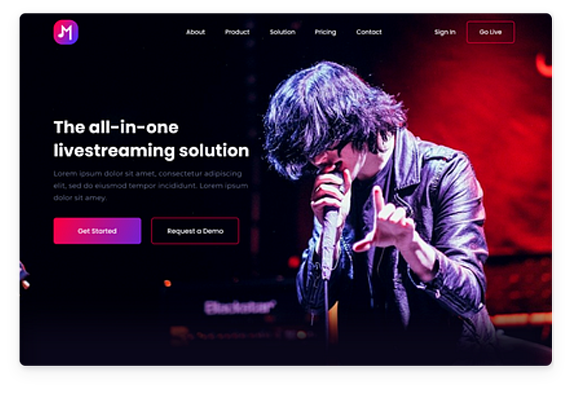 About Product Solution Pricing Contact Sign In Go Live
The all-in-one
livestreaming solution
Lorem ipsum dolor sit amet, consectetur adipiscing
elit, sed do eiusmod tempor incididunt. Lorem ipsum
dolor sit amey.
Get Started Request a Demo
Blackstar